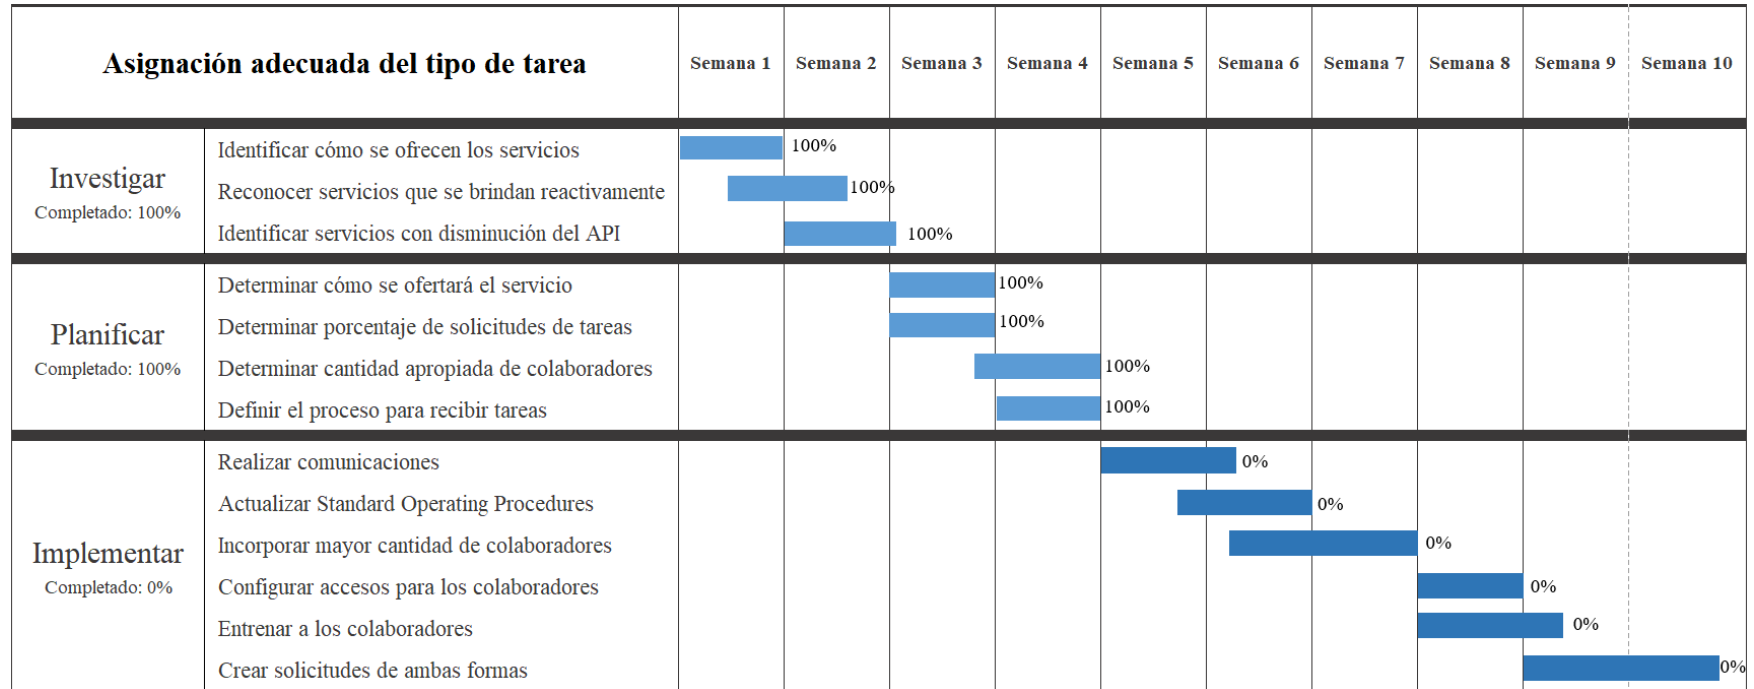 Asignación adecuada del tipo de tarea
Semana 1
Semana 2
Semana 3
Semana 4
Semana 5
Semana 6
Semana 7
Semana 8
Semana 9
Semana 10
Investigar
Completado: 100%
Identificar cómo se ofrecen los servicios
100%
Reconocer servicios que se brindan reactivamente
100%
Identificar servicios con disminución del API
100%
Planificar
Completado: 100%
Determinar cómo se ofertará el servicio
100%
Determinar porcentaje de solicitudes de tareas
100%
Determinar cantidad apropiada de colaboradores
100%
Definir el proceso para recibir tareas
100%
Implementar
Completado: 0%
Realizar comunicaciones
0%
Actualizar Standard Operating Procedures
0%
Incorporar mayor cantidad de colaboradores
0%
Configurar accesos para los colaboradores
0%
Entrenar a los colaboradores
0%
Crear solicitudes de ambas formas
0%